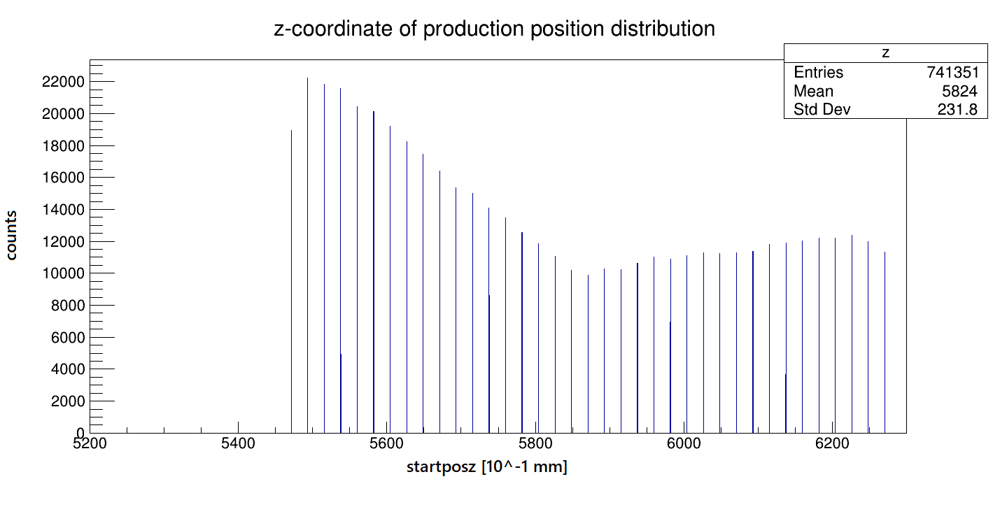 z-coordinate of production position distribution
z
Entries 741351
Mean 5824
Std Dev 231.8
22000
20000
18000
16000
14000
12000
10000
8000
6000
4000
2000
0
counts
5200 5400 5600 5800 6000 6200
startposz [10^-1 mm]